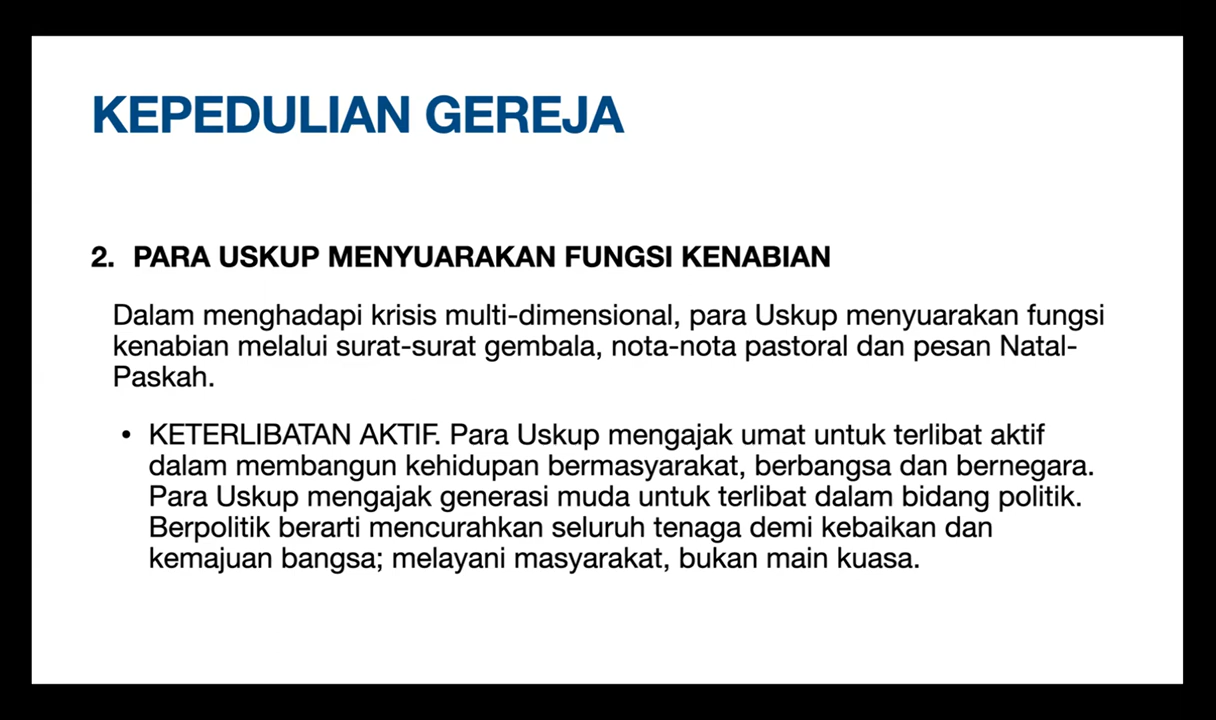 KEPEDULIAN GEREJA
2. PARA USKUP MENYUARAKAN FUNGSI KENABIAN
Dalam menghadapi krisis multi-dimensional, para Uskup menyuarakan fungsi
kenabian melalui surat-surat gembala, nota-nota pastoral dan pesan Natal-
Paskah.
• KETERLIBATAN AKTIF. Para Uskup mengajak umat untuk terlibat aktif
dalam membangun kehidupan bermasyarakat, berbangsa dan bernegara.
Para Uskup mengajak generasi muda untuk terlibat dalam bidang politik.
Berpolitik berarti mencurahkan seluruh tenaga demi kebaikan dan
kemajuan bangsa; melayani masyarakat, bukan main kuasa.